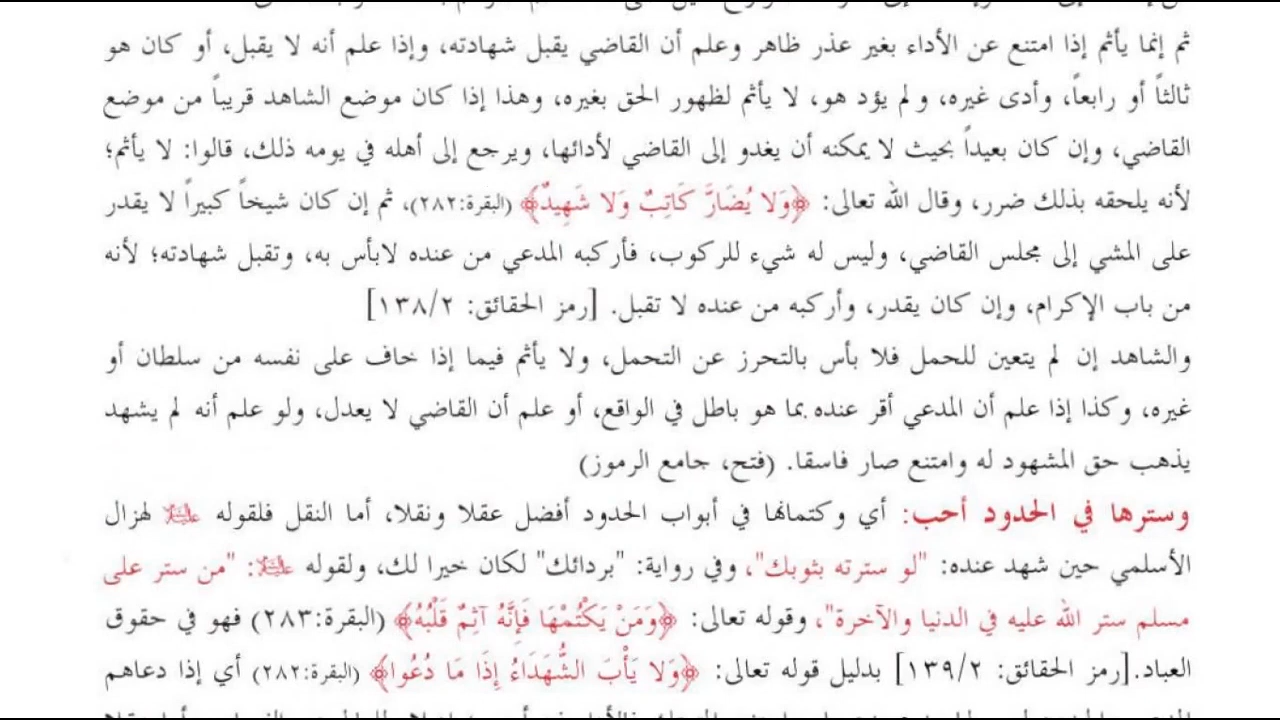 ثم إنما يأثم إذا امتنع عن الأداء بغير عذر ظاهر وعلم أن القاضي يقبل شهادته، وإذا علم أنه لا يقبل، أو كان هو
ثالثاً أو رابعاً، وأدى غيره، ولم يؤد هو، لا يأثم لظهور الحق بغيره، وهذا إذا كان موضع الشاهد قريباً من موضع
القاضي، وإن كان بعيداً بحيث لا يمكنه أن يغدو إلى القاضي لأدائها، ويرجع إلى أهله في يومه ذلك، قالوا: لا يأثم؛
لأنه يلحقه بذلك ضرر، وقال الله تعالى: ﴿وَلا يُضَارَّ كَاتِبٌ وَلا شَهِيدٌ﴾ (البقرة:٢٨٢)، ثم إن كان شيخاً كبيراً لا يقدر
على المشي إلى مجلس القاضي، وليس له شيء للركوب، فأركبه المدعي من عنده لابأس به، وتقبل شهادته؛ لأنه
من باب الإكرام، وإن كان يقدر، وأركبه من عنده لا تقبل. [رمز الحقائق: ١٣٨/٢]
والشاهد إن لم يتعين للحمل فلا بأس بالتحرز عن التحمل، ولا يأثم فيما إذا خاف على نفسه من سلطان أو
غيره، وكذا إذا علم أن المدعي أقر عنده بما هو باطل في الواقع، أو علم أن القاضي لا يعدل، ولو علم أنه لم يشهد
يذهب حق المشهود له وامتنع صار فاسقا. (فتح، جامع الرموز)
وسترها في الحدود أحب: أي وكتمانها في أبواب الحدود أفضل عقلا ونقلا، أما النقل فلقوله عليه السلام لهزال
الأسلمي حين شهد عنده: "لو سترته بثوبك"، وفي رواية: "بردائك" لكان خيرا لك، ولقوله عليه السلام: "من ستر على
مسلم ستر الله عليه في الدنيا والآخرة"، وقوله تعالى: ﴿وَمَنْ يَكْتُمْهَا فَإِنَّهُ آثِمٌ قَلْبُهُ﴾ (البقرة:٢٨٣) فهو في حقوق
العباد.[رمز الحقائق: ١٣٩/٢] بدليل قوله تعالى: ﴿وَلا يَأْبَ الشُّهَدَاءُ إِذَا مَا دُعُوا﴾ (البقرة:٢٨٢) أي إذا دعاهم